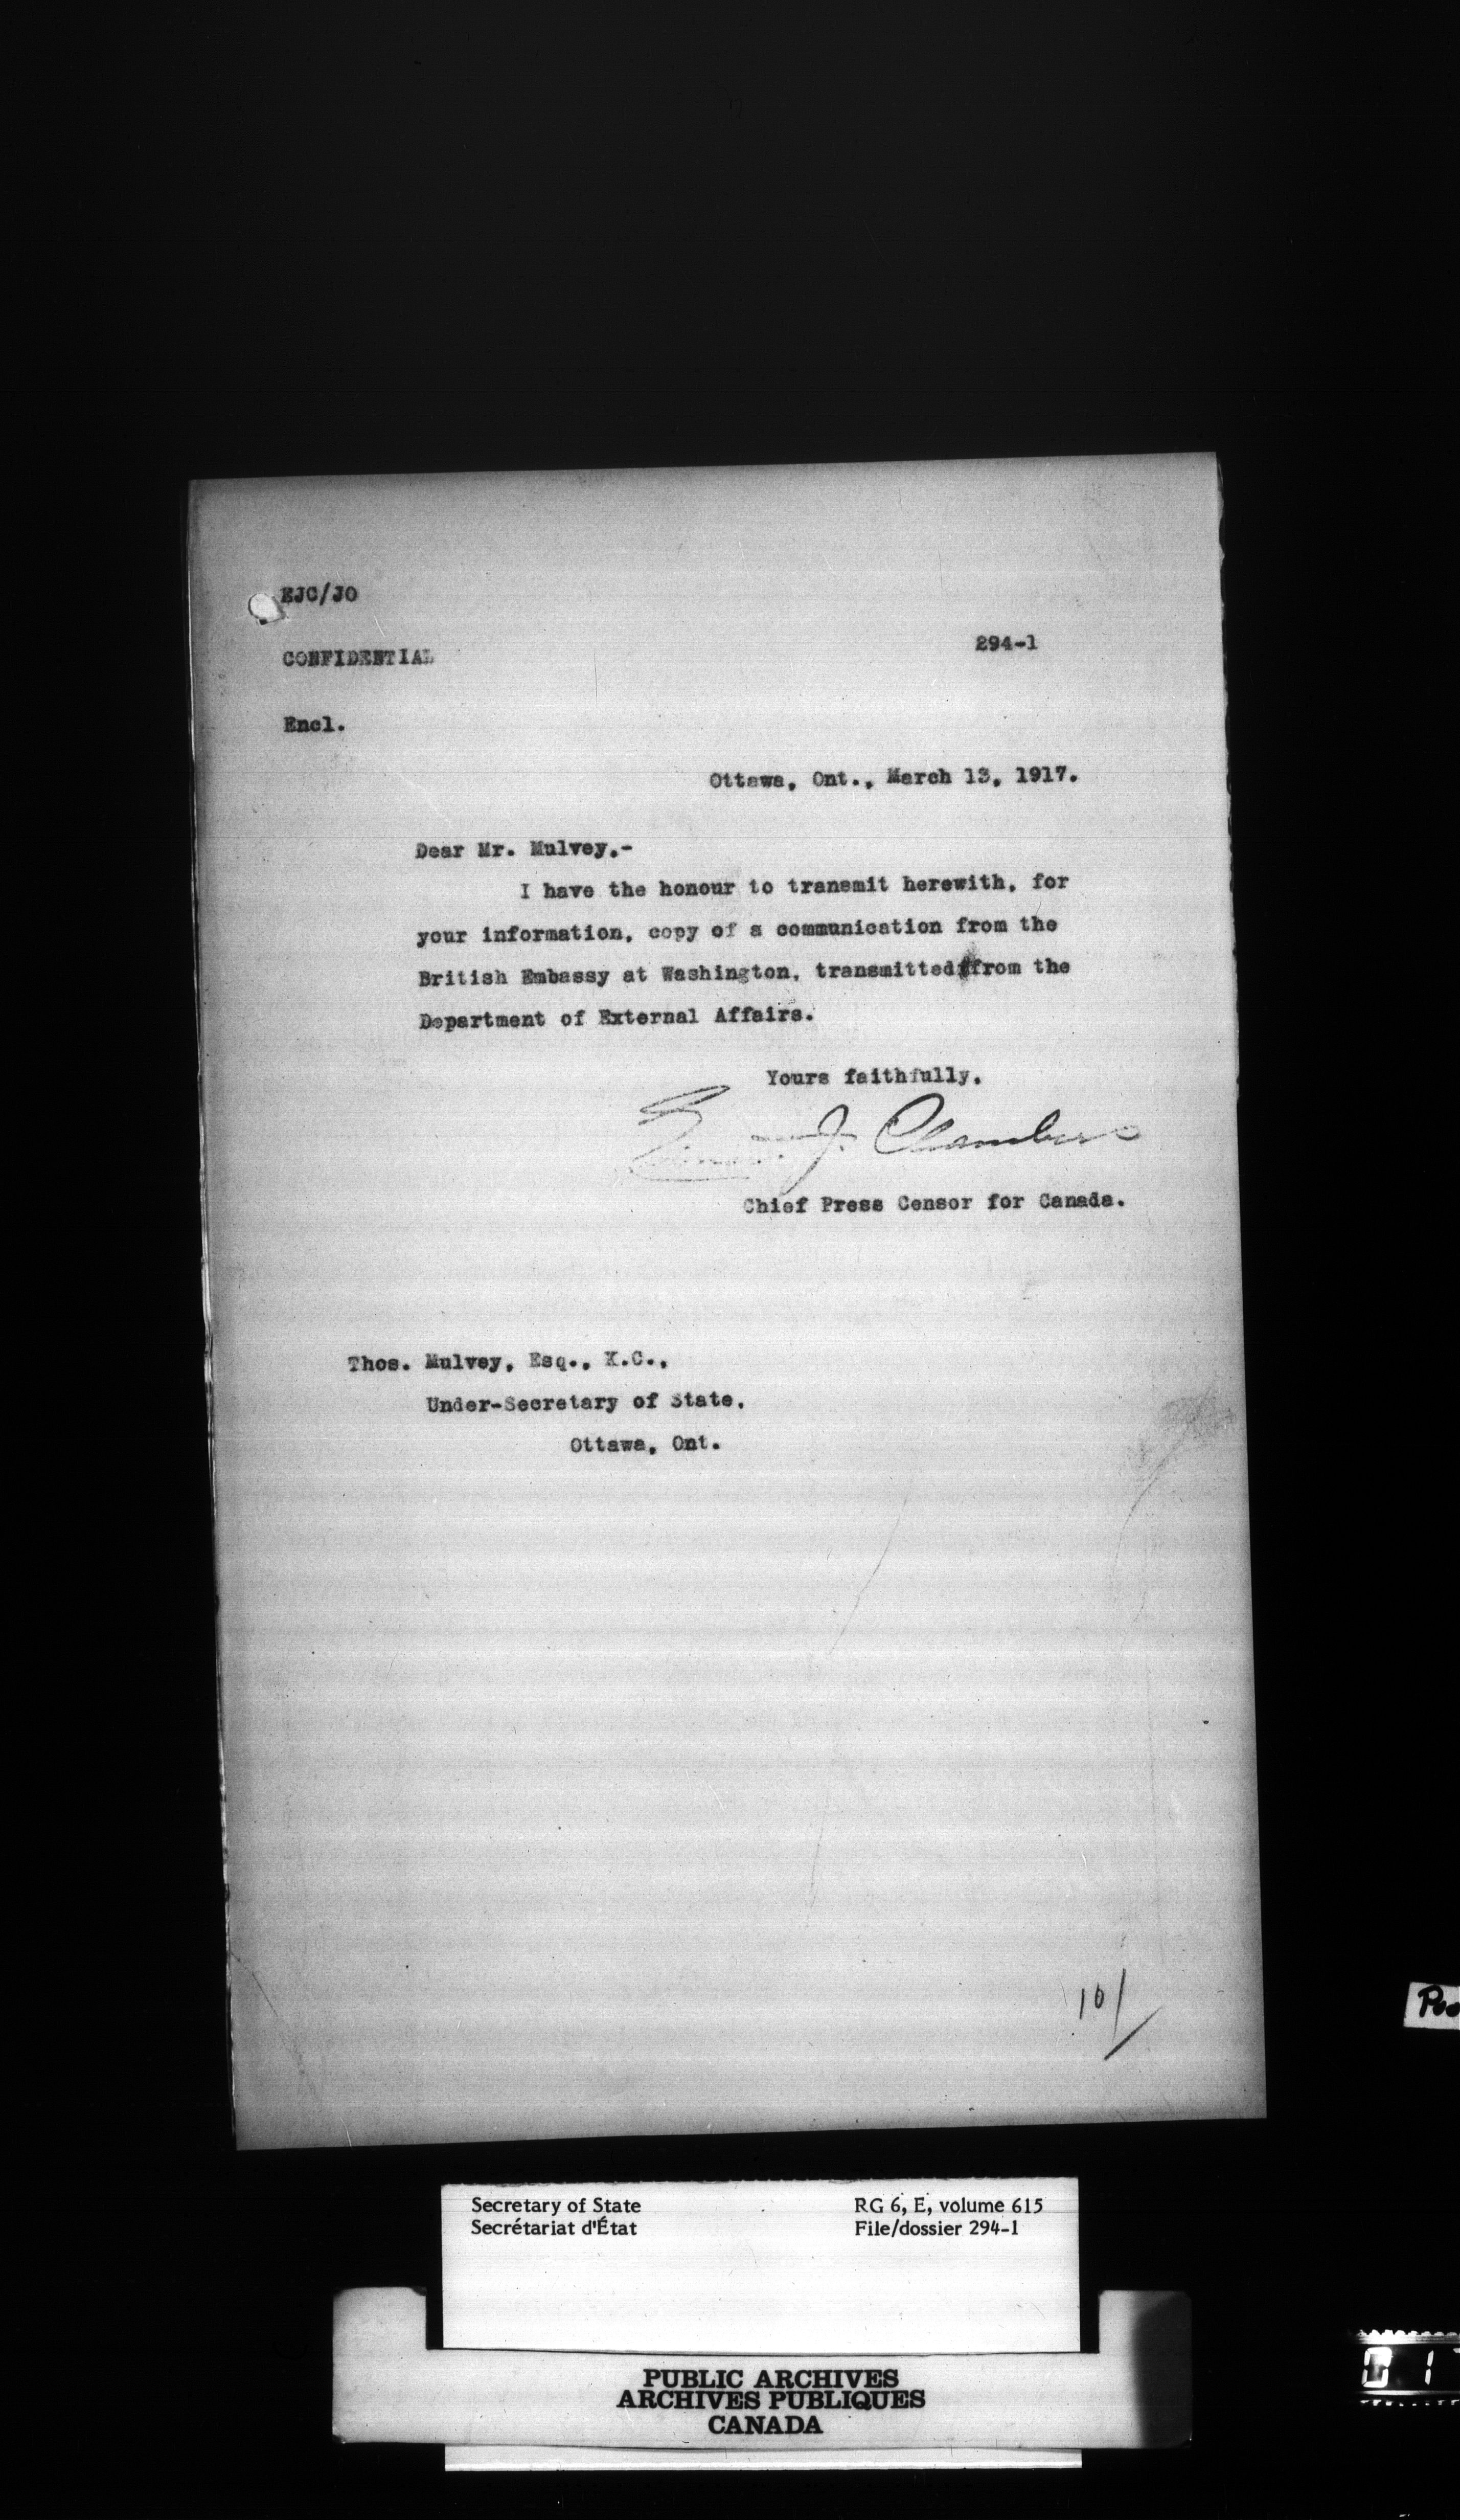 EJC/JO
294-1
CONFIDENTIAL
Encl.
Ottawa, Ont., March 13, 1917.
Dear Mr. Mulvey,-
I have the honour to transmit herewith, for
your information, copy of a communication from the
British Embassy at Washington, transmitted from the
Department of External Affairs.
Yours faithfully,
J. Chambers
Chief Press Censor for Canada.
Thos. Mulvey, Esq., K.C.,
Under-Secretary of State,
Ottawa, Ont.
10/
Secretary of State
Secrétariat d'État
RG 6, E, volume 615
File/dossier 294-1
PUBLIC ARCHIVES
ARCHIVES PUBLIQUES
CANADA